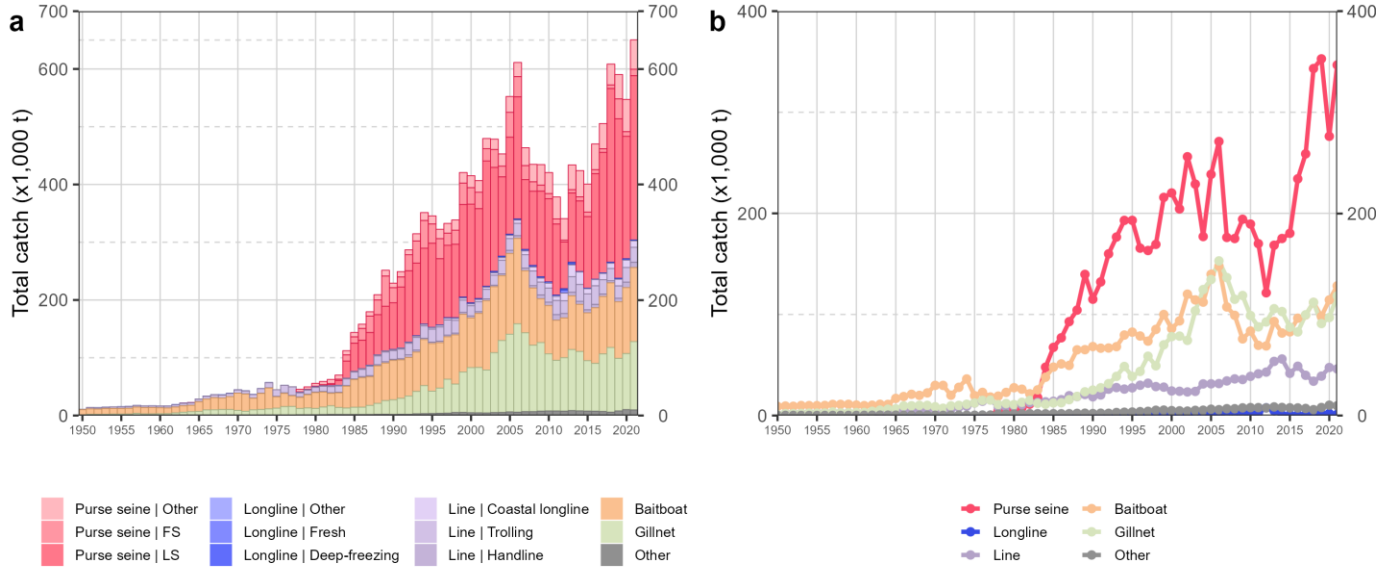 a
b
Total catch (x1,000 t)
700
600
400
200
0
700
600
400
200
0
1950 1955 1960 1965 1970 1975 1980 1985 1990 1995 2000 2005 2010 2015 2020
Total catch (x1,000 t)
400
200
0
400
200
0
1950 1955 1960 1965 1970 1975 1980 1985 1990 1995 2000 2005 2010 2015 2020
Purse seine | Other
Purse seine | FS
Purse seine | LS
Longline | Other
Longline | Fresh
Longline | Deep-freezing
Line | Coastal longline
Line | Trolling
Line | Handline
Baitboat
Gillnet
Other
Purse seine
Longline
Line
Baitboat
Gillnet
Other